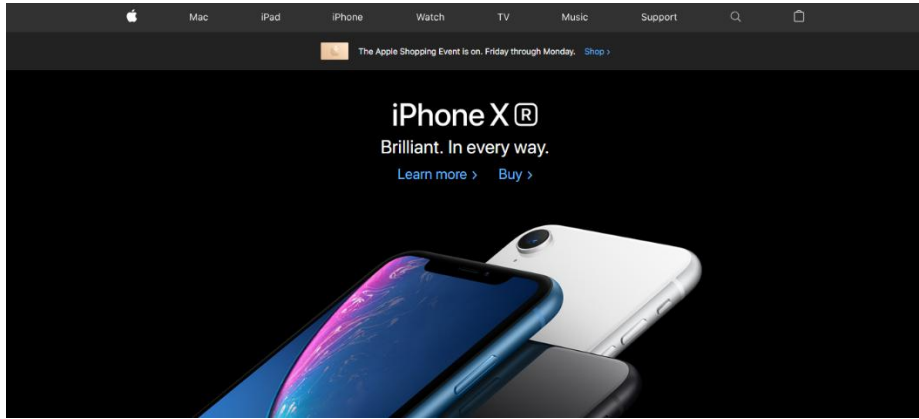 Mac iPad iPhone Watch TV Music Support
The Apple Shopping Event is on. Friday through Monday. Shop >
iPhone X R
Brilliant. In every way.
Learn more > Buy >